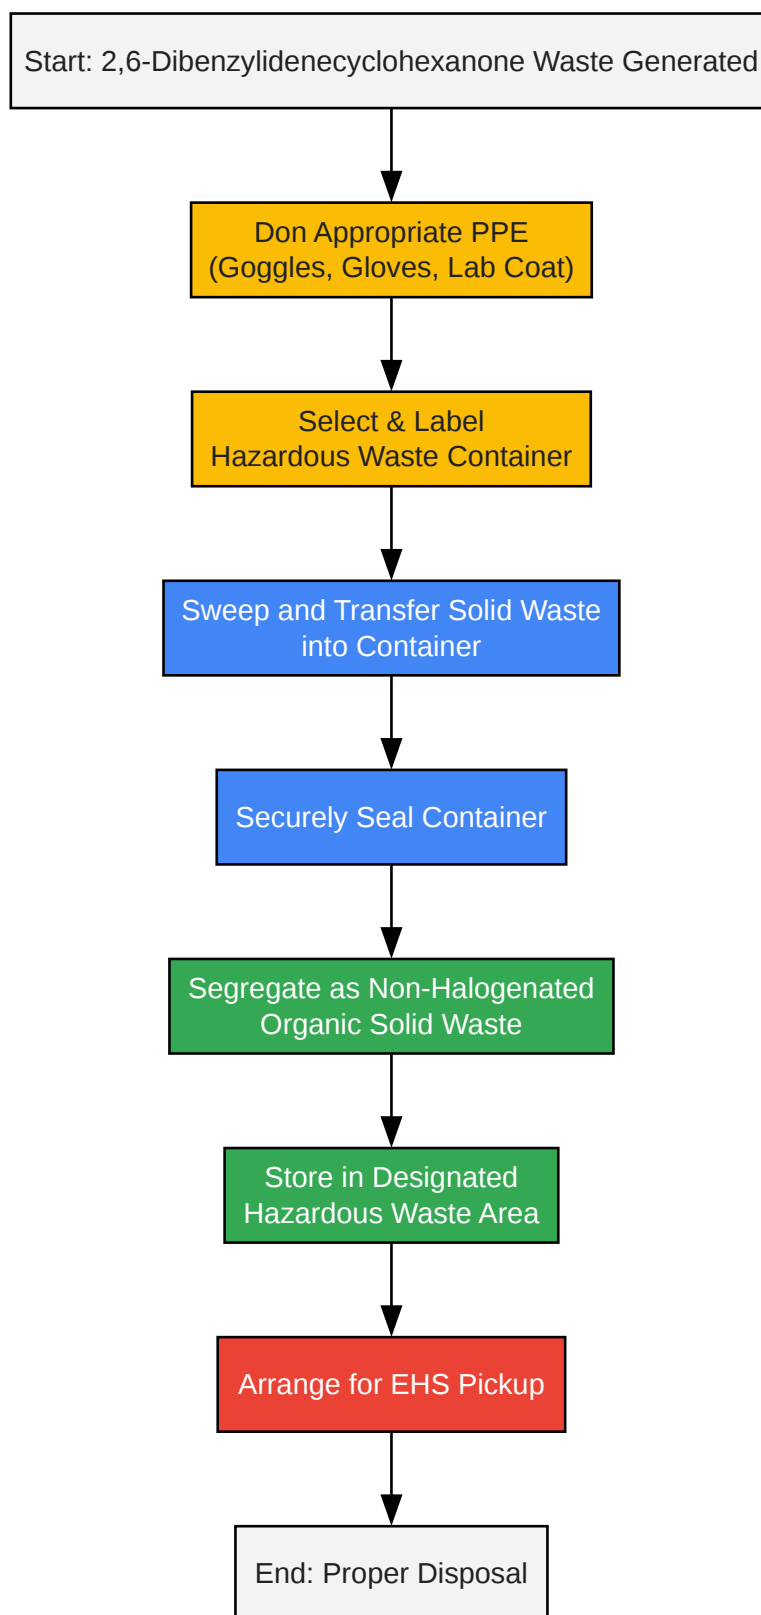 Start: 2,6-Dibenzylidenecyclohexanone Waste Generated
Don Appropriate PPE
(Goggles, Gloves, Lab Coat)
Select & Label
Hazardous Waste Container
Sweep and Transfer Solid Waste
into Container
Securely Seal Container
Segregate as Non-Halogenated
Organic Solid Waste
Store in Designated
Hazardous Waste Area
Arrange for EHS Pickup
End: Proper Disposal